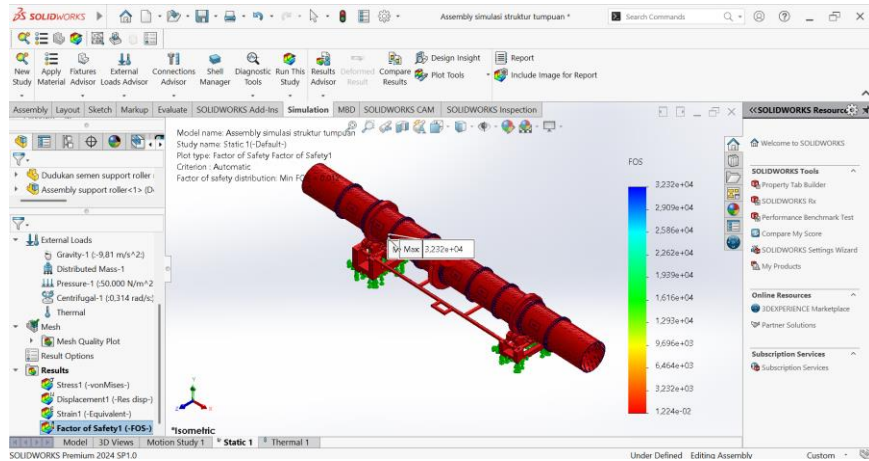 SOLIDWORKS
Assembly simulasi struktur tumpuan *
Search Commands
New Study
Apply Material
Fixtures Advisor
External Loads Advisor
Connections Advisor
Shell Manager
Diagnostic Tools
Run This Study
Results Advisor
Deformed Result
Compare Results
Design Insight
Plot Tools
Report
Include Image for Report
Assembly Layout Sketch Markup Evaluate SOLIDWORKS Add-Ins Simulation MBD SOLIDWORKS CAM SOLIDWORKS Inspection
Dudukan semen support roller
Assembly support roller<1> (D
External Loads
Gravity-1 (:-9,81 m/s^2:)
Distributed Mass-1
Pressure-1 (:50.000 N/m^2
Centrifugal-1 (:0,314 rad/s:
Thermal
Mesh
Mesh Quality Plot
Result Options
Results
Stress1 (-vonMises-)
Displacement1 (-Res disp-)
Strain1 (-Equivalent-)
Factor of Safety1 (-FOS-)
Model name: Assembly simulasi struktur tumpuan
Study name: Static 1(-Default-)
Plot type: Factor of Safety Factor of Safety1
Criterion : Automatic
Factor of safety distribution: Min FOS
Max: 3,232e+04
FOS
3,232e+04
2,909e+04
2,586e+04
2,262e+04
1,939e+04
1,616e+04
1,293e+04
9,696e+03
6,464e+03
3,232e+03
1,224e-02
*Isometric
<<SOLIDWORKS Resourc
Welcome to SOLIDWORKS
SOLIDWORKS Tools
Property Tab Builder
SOLIDWORKS Rx
Performance Benchmark Test
Compare My Score
SOLIDWORKS Settings Wizard
My Products
Online Resources
3DEXPERIENCE Marketplace
Partner Solutions
Subscription Services
Subscription Services
Model 3D Views Motion Study 1 Static 1 Thermal 1
SOLIDWORKS Premium 2024 SP1.0
Under Defined Editing Assembly
Custom